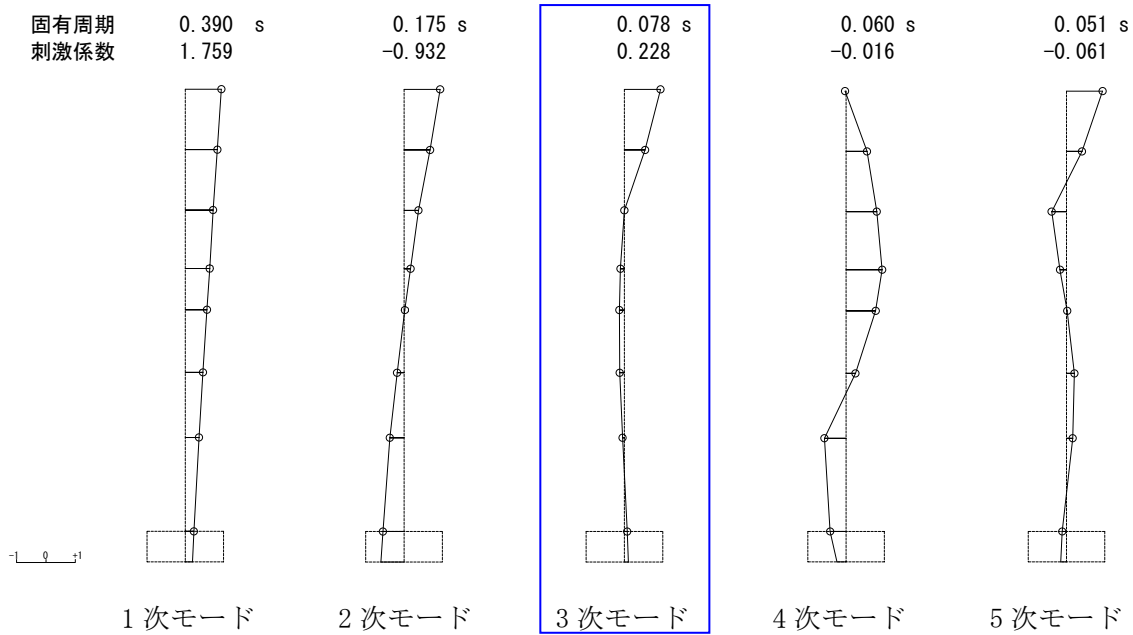 固有周期 0.390 s 0.175 s 0.078 s 0.060 s 0.051 s
刺激係数 1.759 -0.932 0.228 -0.016 -0.061
-1 0 +1
1次モード 2次モード 3次モード 4次モード 5次モード